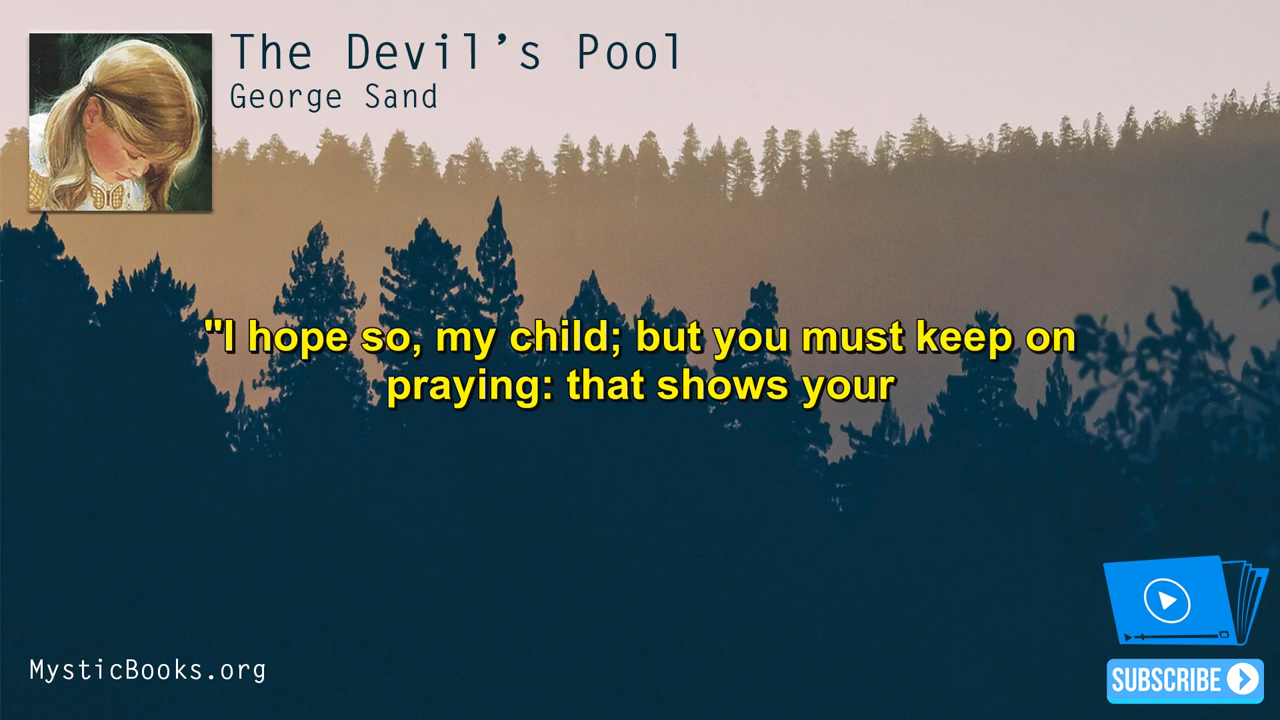 The Devil's Pool
George Sand
"I hope so, my child; but you must keep on
praying: that shows your
MysticBooks.org
SUBSCRIBE